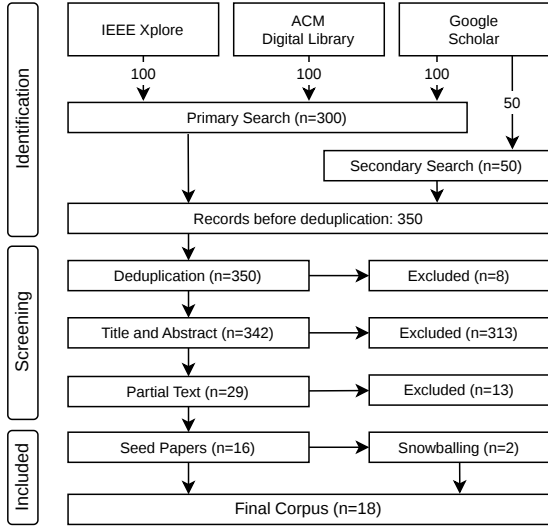 IEEE Xplore
ACM
Digital Library
Google
Scholar
100
100
100
50
Identification
Primary Search (n=300)
Secondary Search (n=50)
Records before deduplication: 350
Screening
Deduplication (n=350)
Excluded (n=8)
Title and Abstract (n=342)
Excluded (n=313)
Partial Text (n=29)
Excluded (n=13)
Included
Seed Papers (n=16)
Snowballing (n=2)
Final Corpus (n=18)